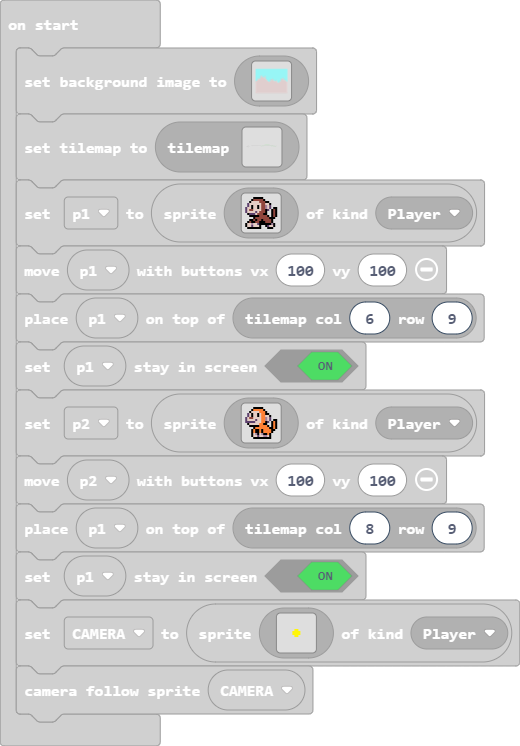 on start
set background image to
set tilemap to tilemap
set p1 to sprite of kind Player
move p1 with buttons vx 100 vy 100
place p1 on top of tilemap col 6 row 9
set p1 stay in screen ON
set p2 to sprite of kind Player
move p2 with buttons vx 100 vy 100
place p1 on top of tilemap col 8 row 9
set p1 stay in screen ON
set CAMERA to sprite of kind Player
camera follow sprite CAMERA